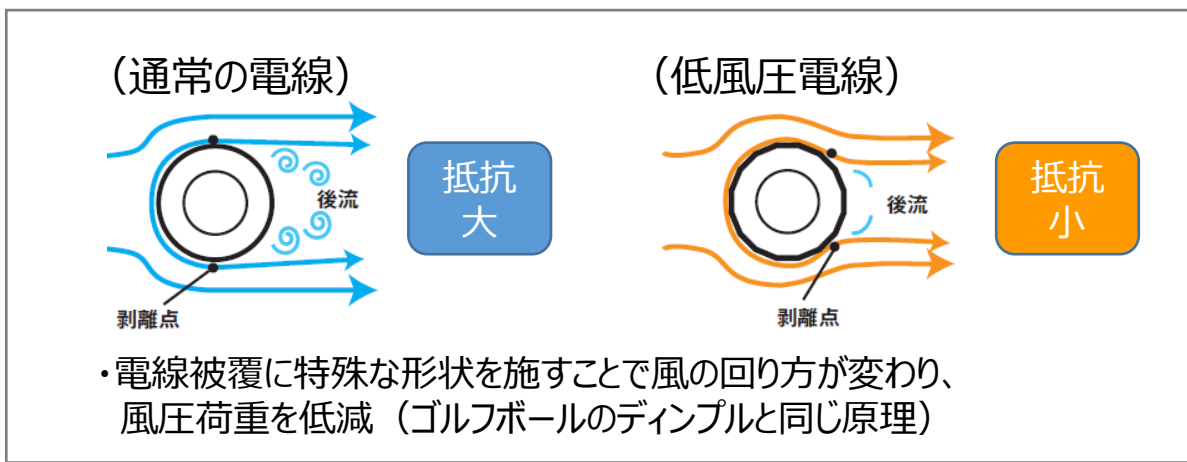 （通常の電線）
（低風圧電線）
後流
抵抗
大
剥離点
後流
抵抗
小
剥離点
・電線被覆に特殊な形状を施すことで風の回り方が変わり、
風圧荷重を低減（ゴルフボールのディンプルと同じ原理）